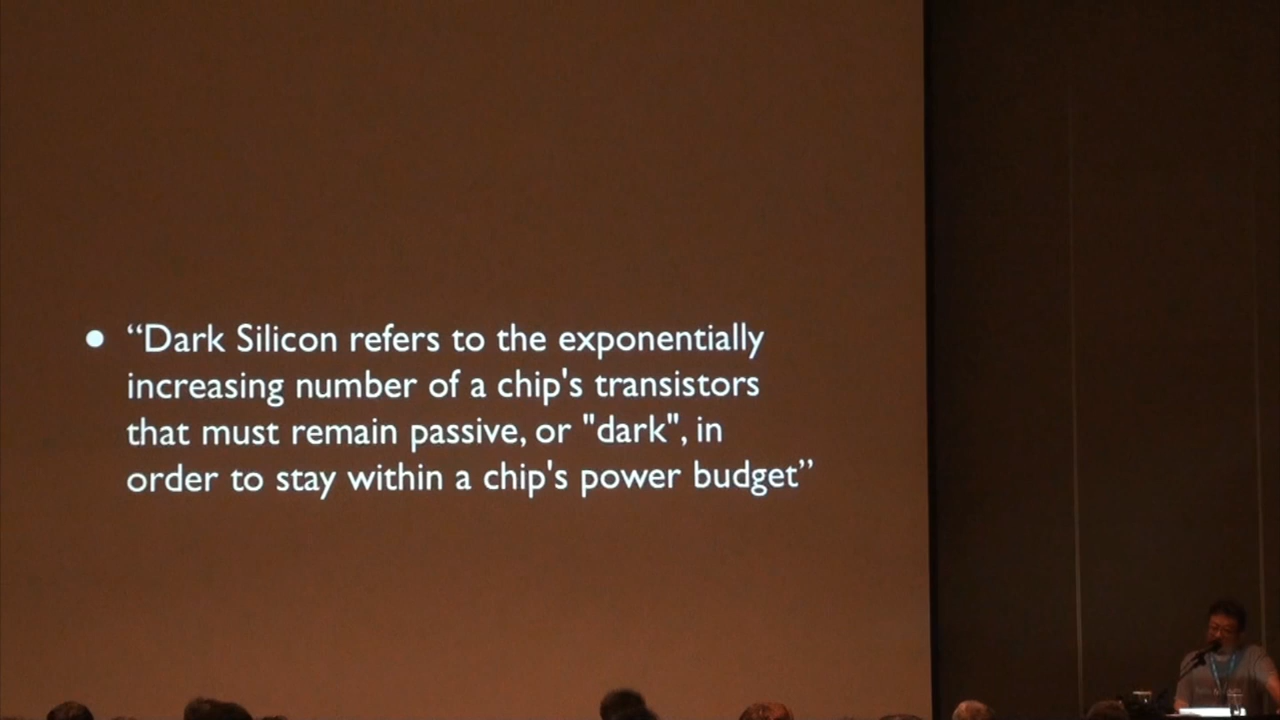 • “Dark Silicon refers to the exponentially
increasing number of a chip's transistors
that must remain passive, or "dark", in
order to stay within a chip's power budget”